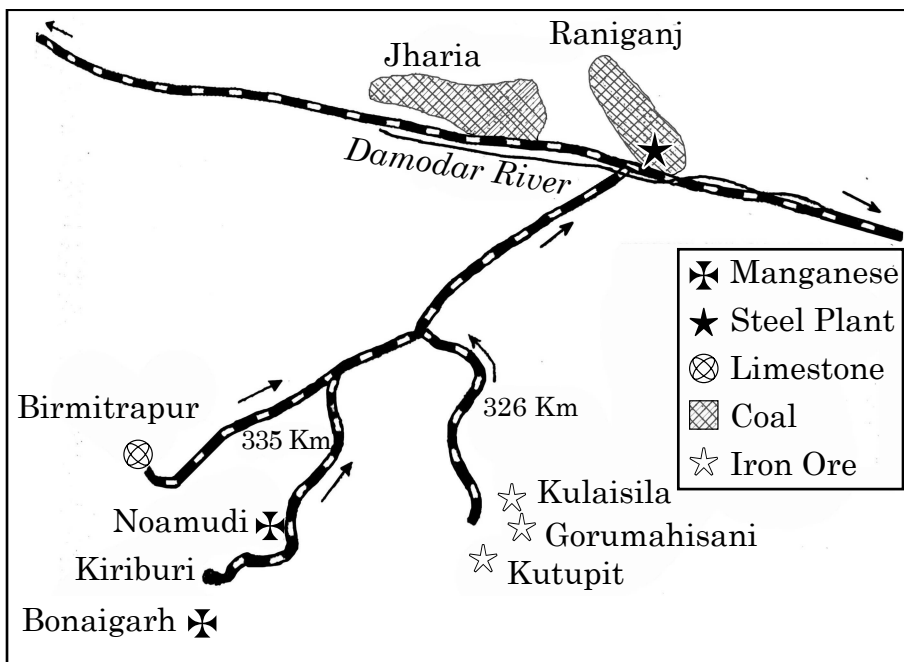 Raniganj
Jharia
Damodar River
Manganese
Steel Plant
Limestone
Coal
Iron Ore
Birmitrapur
335 Km
326 Km
Kulaisila
Noamudi
Gorumahisani
Kiriburi
Kutupit
Bonaigarh